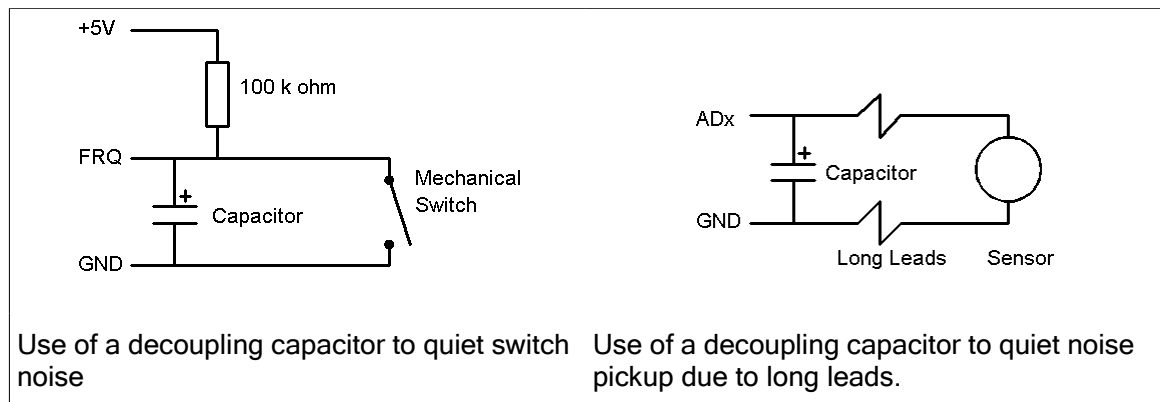 +5V
100 k ohm
FRQ
+
Capacitor
Mechanical
Switch
GND
ADx
+
Capacitor
GND
Long Leads
Sensor
Use of a decoupling capacitor to quiet switch
noise
Use of a decoupling capacitor to quiet noise
pickup due to long leads.